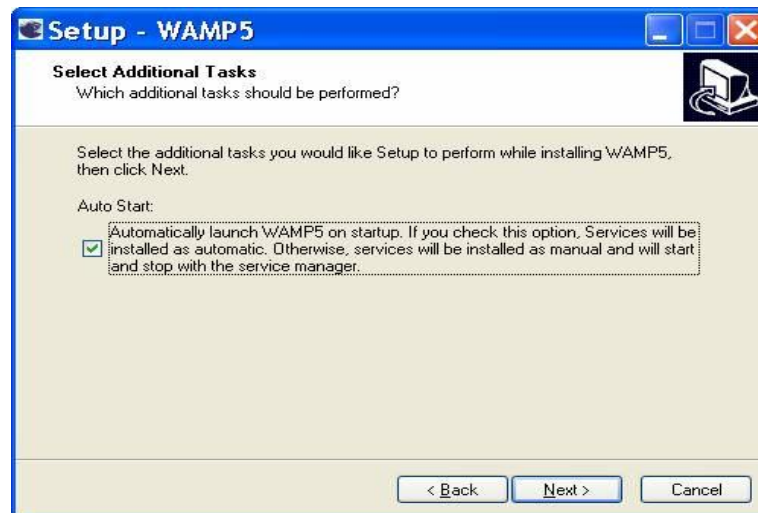 Setup - WAMP5
Select Additional Tasks
Which additional tasks should be performed?
Select the additional tasks you would like Setup to perform while installing WAMP5,
then click Next.
Auto Start:
Automatically launch WAMP5 on startup. If you check this option, Services will be
installed as automatic. Otherwise, services will be installed as manual and will start
and stop with the service manager.
< Back
Next >
Cancel